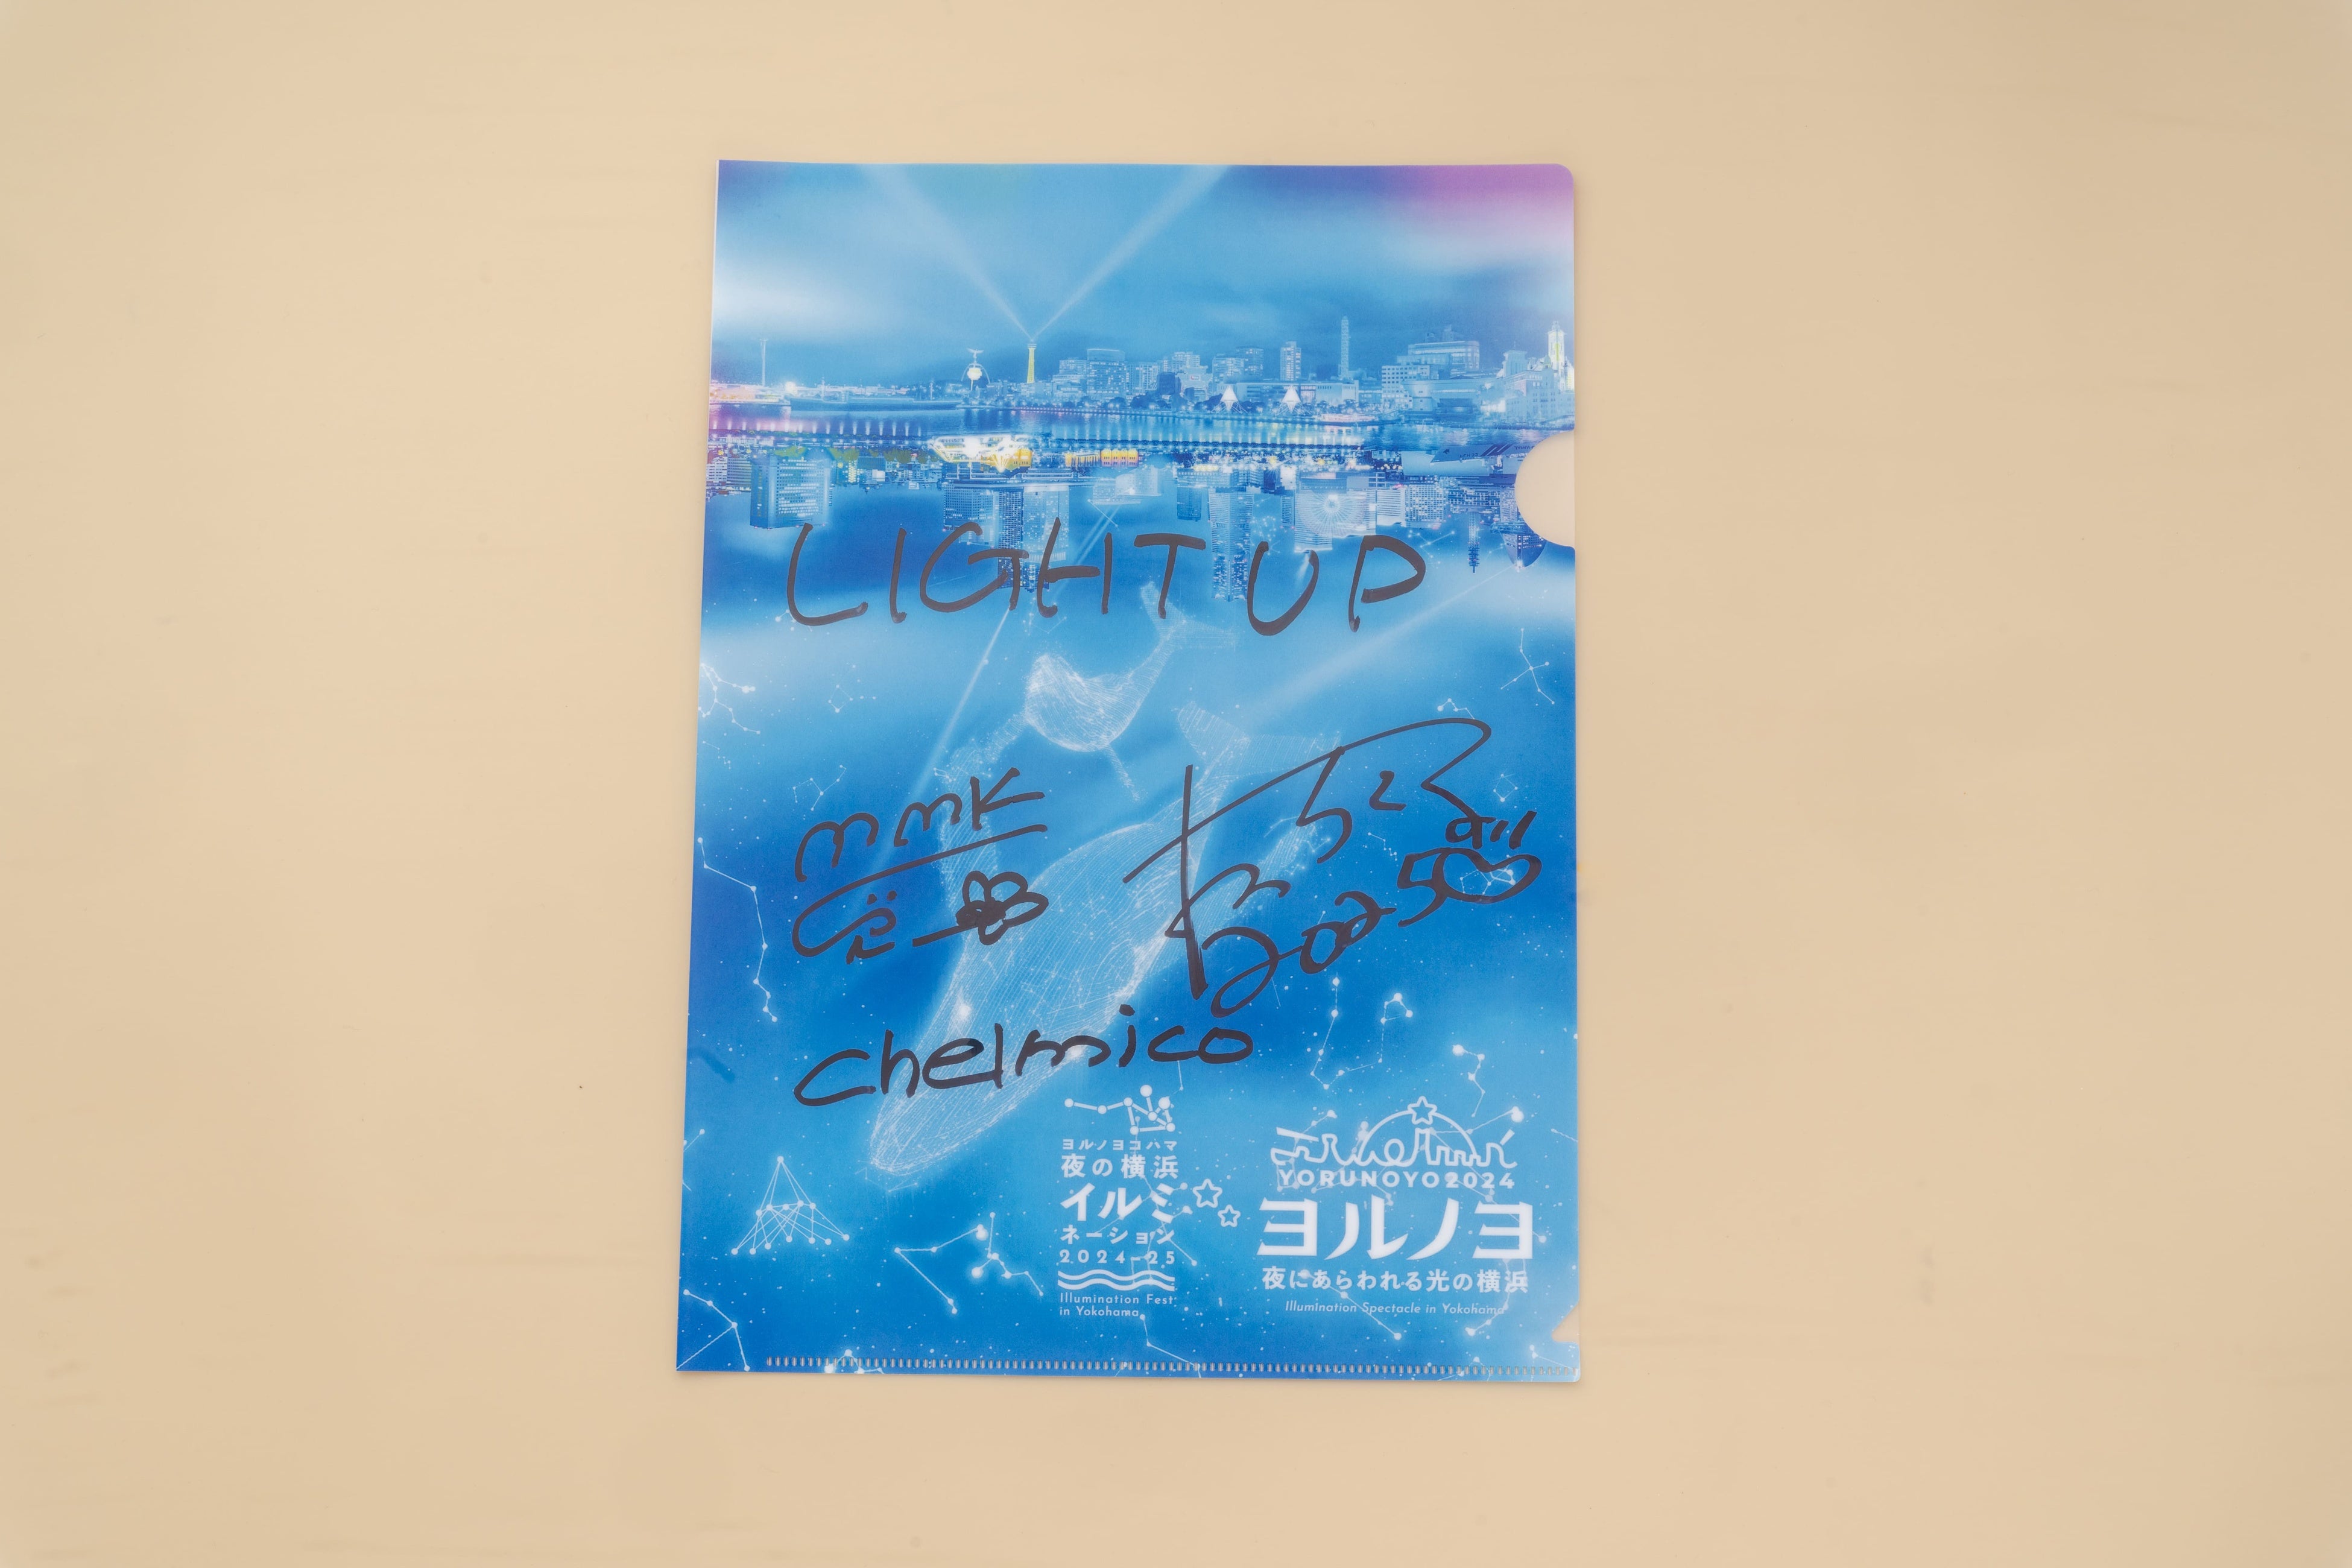 LIGHT UP
MMK
2025
chelmico
ヨルノヨコハマ
夜の横浜
イルミ
ネーション
2024-25
Illumination Fest
in Yokohama
YORUNOYO2024
ヨルノヨ
夜にあらわれる光の横浜
Illumination Spectacle in Yokohama